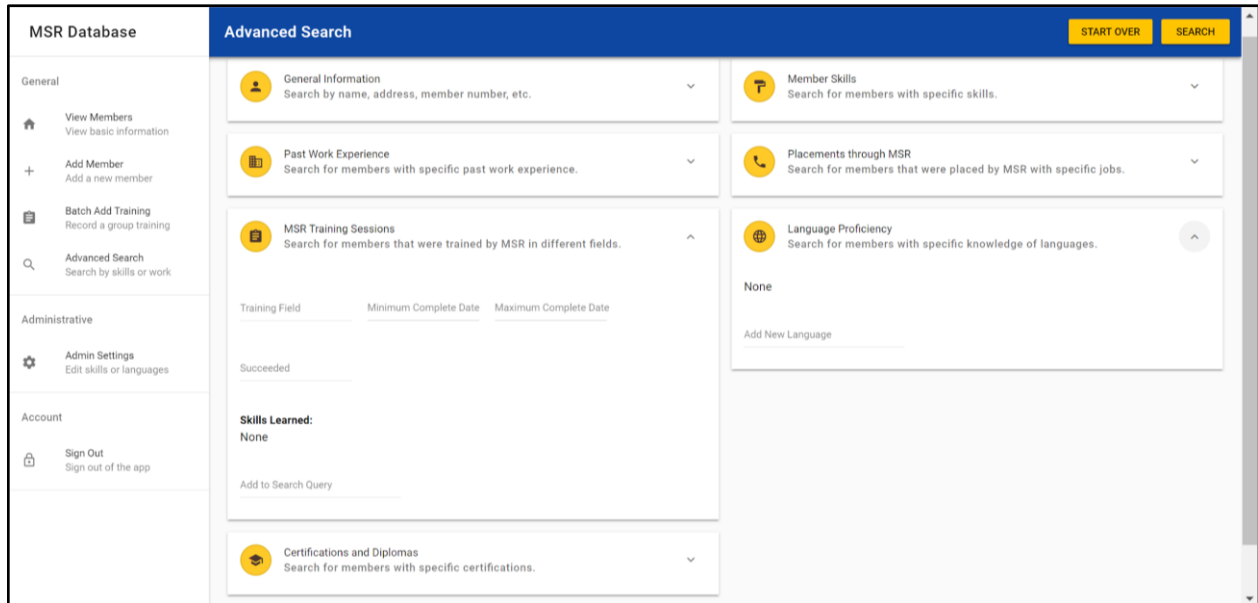 MSR Database
General
View Members
View basic information
Add Member
Add a new member
Batch Add Training
Record a group training
Advanced Search
Search by skills or work
Administrative
Admin Settings
Edit skills or languages
Account
Sign Out
Sign out of the app
Advanced Search
START OVER
SEARCH
General Information
Search by name, address, member number, etc.
Member Skills
Search for members with specific skills.
Past Work Experience
Search for members with specific past work experience.
Placements through MSR
Search for members that were placed by MSR with specific jobs.
MSR Training Sessions
Search for members that were trained by MSR in different fields.
Training Field
Minimum Complete Date
Maximum Complete Date
Succeeded
Skills Learned:
None
Add to Search Query
Language Proficiency
Search for members with specific knowledge of languages.
None
Add New Language
Certifications and Diplomas
Search for members with specific certifications.